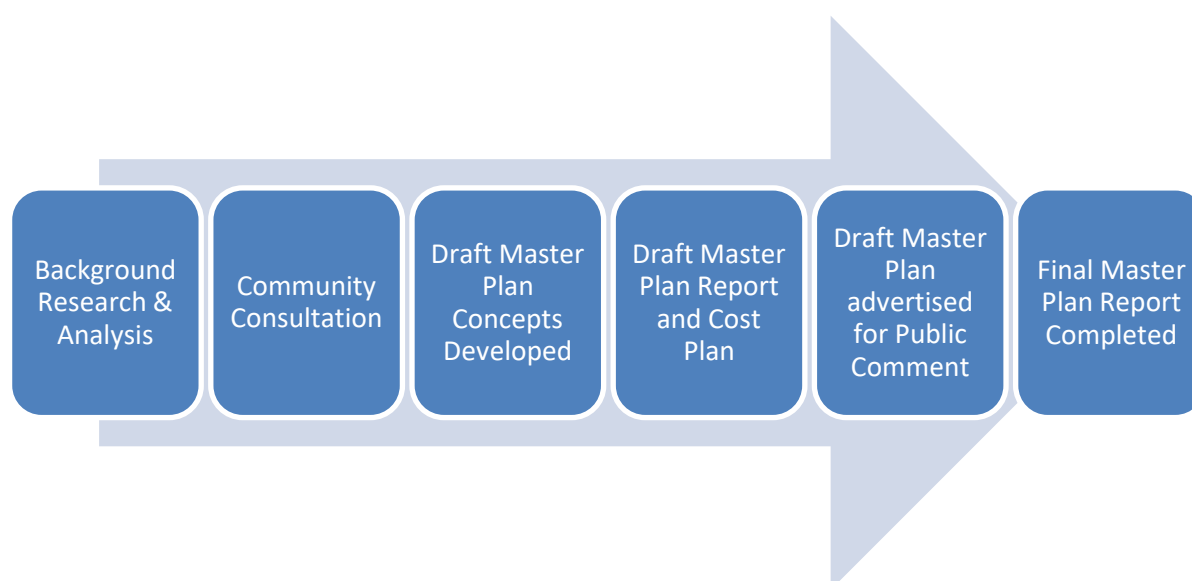 Background
Research &
Analysis
Community
Consultation
Draft Master
Plan
Concepts
Developed
Draft Master
Plan Report
and Cost
Plan
Draft Master
Plan
advertised
for Public
Comment
Final Master
Plan Report
Completed